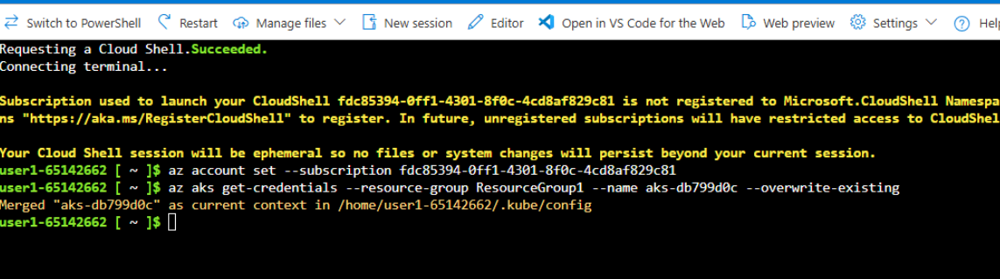 Switch to PowerShell Restart Manage files New session Editor Open in VS Code for the Web Web preview Settings Help
Requesting a Cloud Shell.Succeeded.
Connecting terminal...
Subscription used to launch your CloudShell fdc85394-0ff1-4301-8f0c-4cd8af829c81 is not registered to Microsoft.CloudShell Namespa
ns "https://aka.ms/RegisterCloudShell" to register. In future, unregistered subscriptions will have restricted access to CloudShel
Your Cloud Shell session will be ephemeral so no files or system changes will persist beyond your current session.
user1-65142662 [ ~ ]$ az account set --subscription fdc85394-0ff1-4301-8f0c-4cd8af829c81
user1-65142662 [ ~ ]$ az aks get-credentials --resource-group ResourceGroup1 --name aks-db799d0c --overwrite-existing
Merged "aks-db799d0c" as current context in /home/user1-65142662/.kube/config
user1-65142662 [ ~ ]$